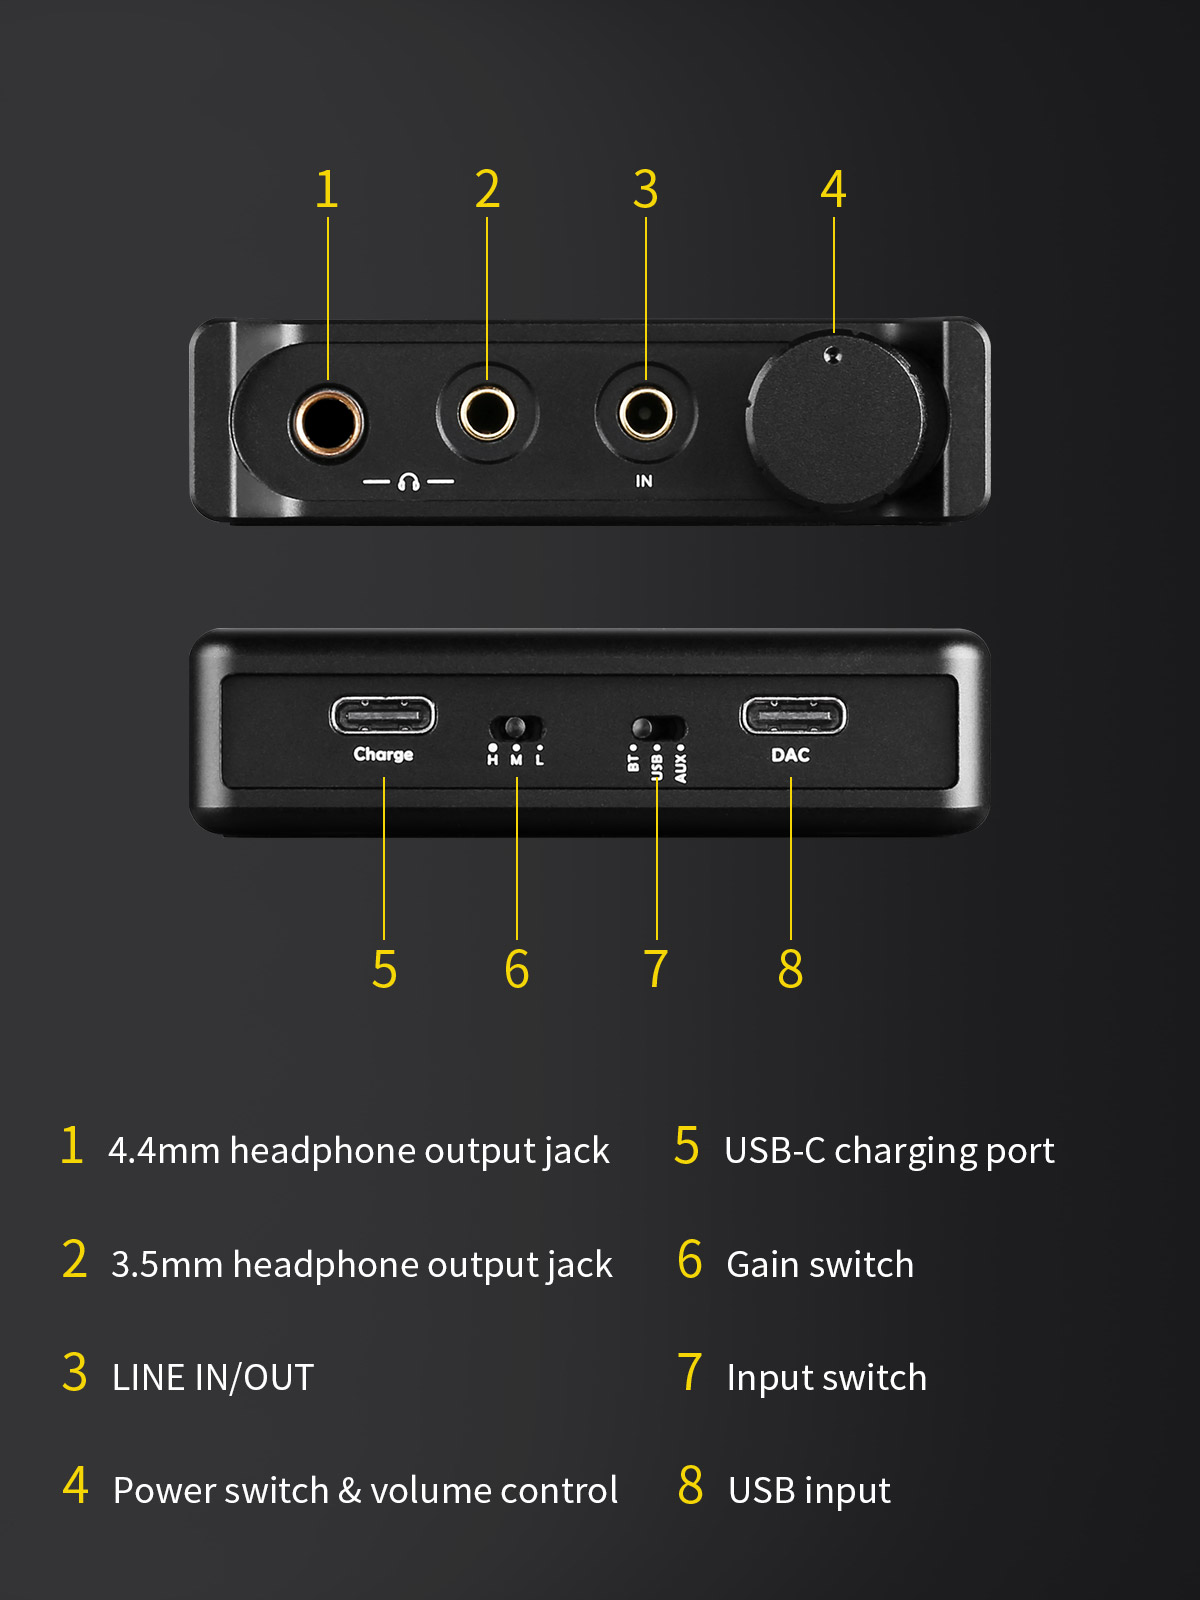 1 2 3 4
IN
Charge H M L BT USB AUX DAC
5 6 7 8
1 4.4mm headphone output jack
2 3.5mm headphone output jack
3 LINE IN/OUT
4 Power switch & volume control
5 USB-C charging port
6 Gain switch
7 Input switch
8 USB input